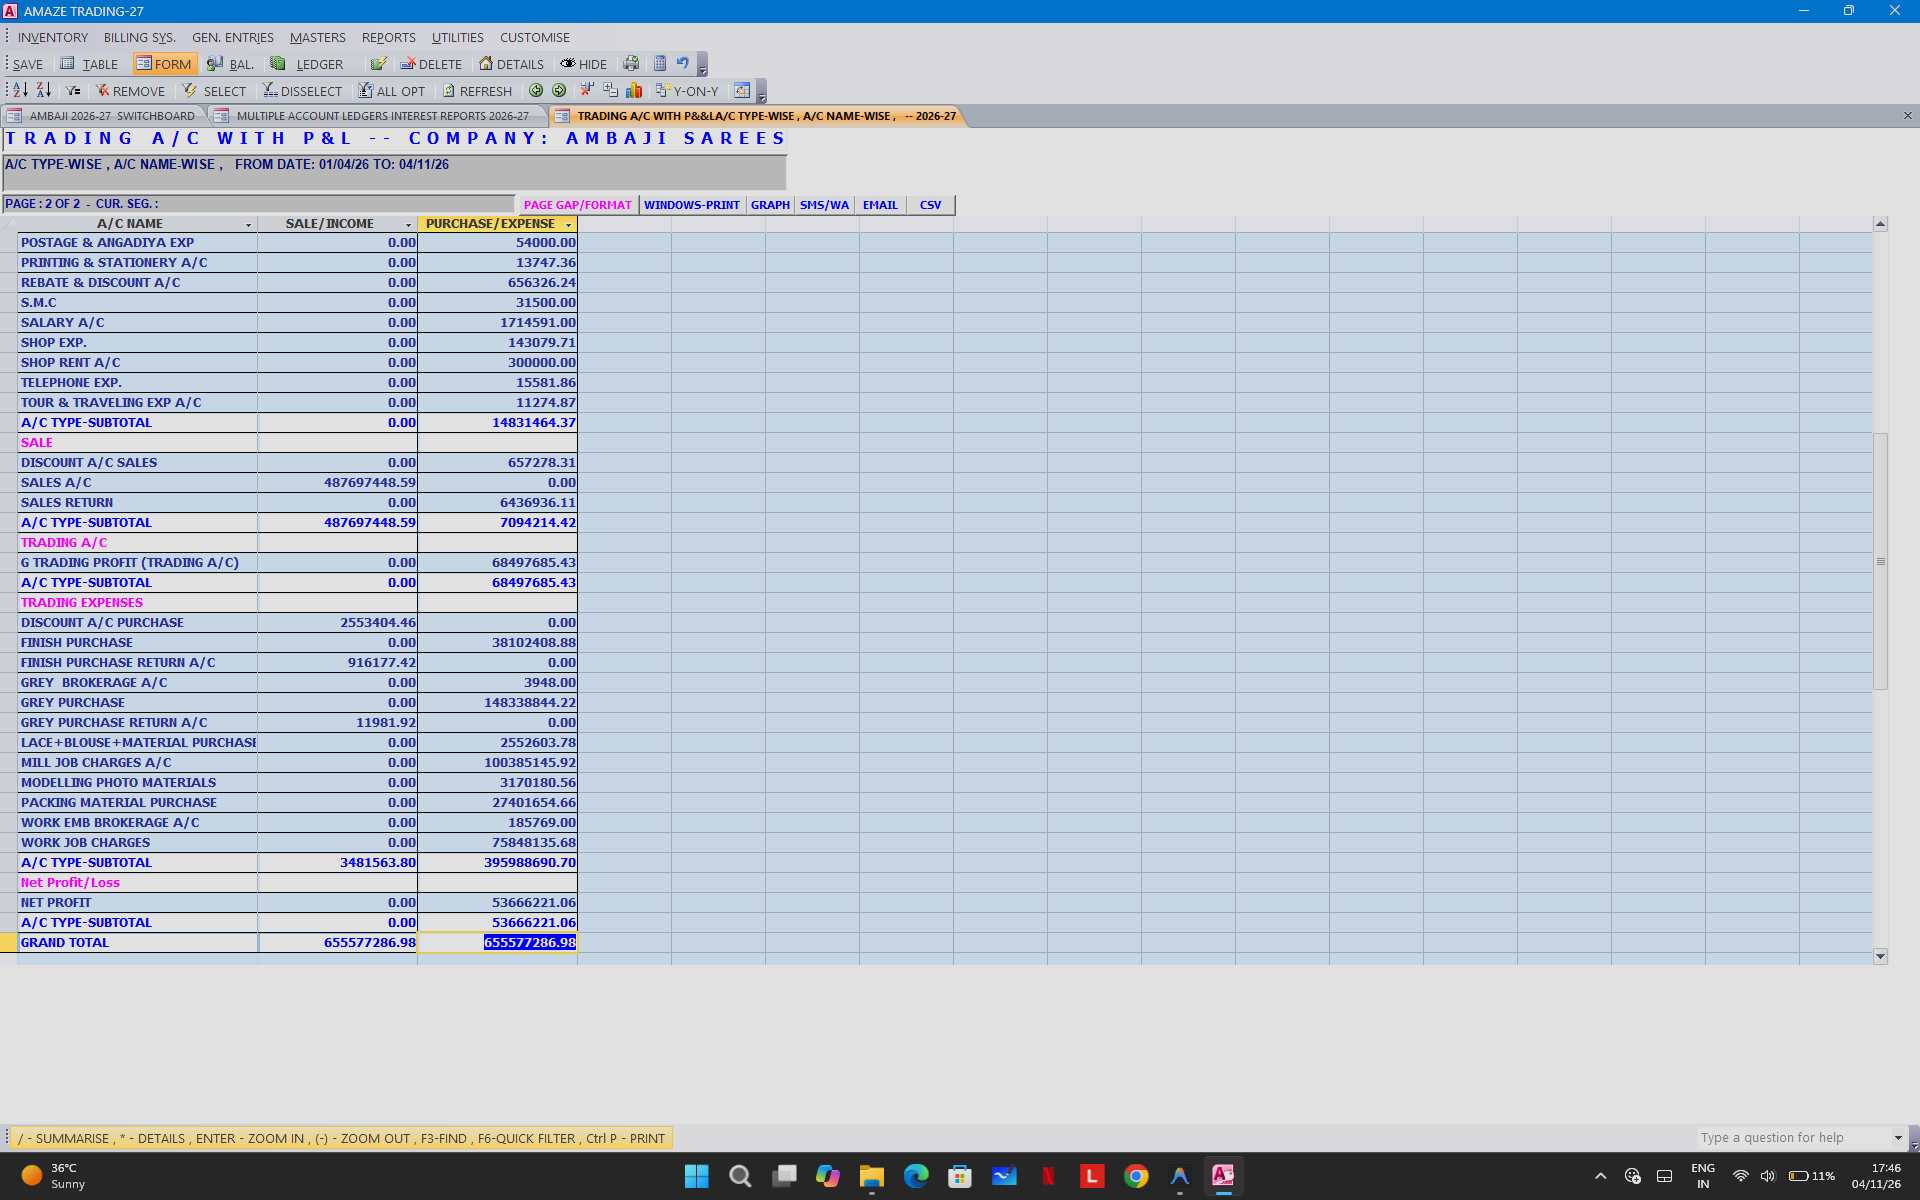 AMAZE TRADING-27
INVENTORY BILLING SYS. GEN. ENTRIES MASTERS REPORTS UTILITIES CUSTOMISE
SAVE TABLE FORM BAL. LEDGER DELETE DETAILS HIDE
REMOVE SELECT DISSELECT ALL OPT REFRESH Y-ON-Y
AMBAJI 2026-27 SWITCHBOARD MULTIPLE ACCOUNT LEDGERS INTEREST REPORTS 2026-27 TRADING A/C WITH P&&LA/C TYPE-WISE , A/C NAME-WISE , -- 2026-27
TRADING A/C WITH P&L -- COMPANY: AMBAJI SAREES
A/C TYPE-WISE , A/C NAME-WISE , FROM DATE: 01/04/26 TO: 04/11/26
PAGE : 2 OF 2 - CUR. SEG. : PAGE GAP/FORMAT WINDOWS-PRINT GRAPH SMS/WA EMAIL CSV
A/C NAME SALE/INCOME PURCHASE/EXPENSE
POSTAGE & ANGADIYA EXP 0.00 54000.00
PRINTING & STATIONERY A/C 0.00 13747.36
REBATE & DISCOUNT A/C 0.00 656326.24
S.M.C 0.00 31500.00
SALARY A/C 0.00 1714591.00
SHOP EXP. 0.00 143079.71
SHOP RENT A/C 0.00 300000.00
TELEPHONE EXP. 0.00 15581.86
TOUR & TRAVELING EXP A/C 0.00 11274.87
A/C TYPE-SUBTOTAL 0.00 14831464.37
SALE
DISCOUNT A/C SALES 0.00 657278.31
SALES A/C 487697448.59 0.00
SALES RETURN 0.00 6436936.11
A/C TYPE-SUBTOTAL 487697448.59 7094214.42
TRADING A/C
G TRADING PROFIT (TRADING A/C) 0.00 68497685.43
A/C TYPE-SUBTOTAL 0.00 68497685.43
TRADING EXPENSES
DISCOUNT A/C PURCHASE 2553404.46 0.00
FINISH PURCHASE 0.00 38102408.88
FINISH PURCHASE RETURN A/C 916177.42 0.00
GREY BROKERAGE A/C 0.00 3948.00
GREY PURCHASE 0.00 148338844.22
GREY PURCHASE RETURN A/C 11981.92 0.00
LACE+BLOUSE+MATERIAL PURCHASE 0.00 2552603.78
MILL JOB CHARGES A/C 0.00 100385145.92
MODELLING PHOTO MATERIALS 0.00 3170180.56
PACKING MATERIAL PURCHASE 0.00 27401654.66
WORK EMB BROKERAGE A/C 0.00 185769.00
WORK JOB CHARGES 0.00 75848135.68
A/C TYPE-SUBTOTAL 3481563.80 395988690.70
Net Profit/Loss
NET PROFIT 0.00 53666221.06
A/C TYPE-SUBTOTAL 0.00 53666221.06
GRAND TOTAL 655577286.98 655577286.98
/ - SUMMARISE , * - DETAILS , ENTER - ZOOM IN , (-) - ZOOM OUT , F3-FIND , F6-QUICK FILTER , Ctrl P - PRINT
Type a question for help
36°C
Sunny
ENG
IN
11%
17:46
04/11/26